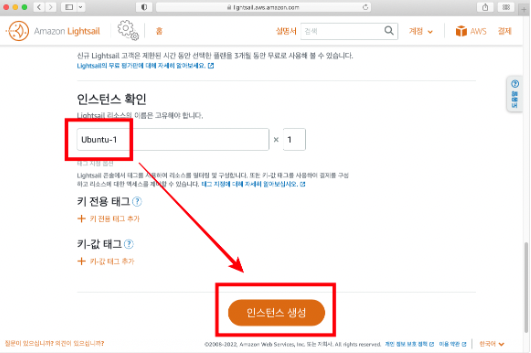 lightsail.aws.amazon.com
Amazon Lightsail
홈
설명서
검색
계정
AWS
결제
신규 Lightsail 고객은 제한된 시간 동안 선택한 플랜을 3개월 동안 무료로 사용해 볼 수 있습니다.
Lightsail의 무료 평가판에 대해 자세히 알아보세요.
인스턴스 확인
Lightsail 리소스의 이름은 고유해야 합니다.
Ubuntu-1
× 1
태그 지정 옵션
Lightsail 콘솔에서 태그를 사용하여 리소스를 필터링 및 구성합니다. 또는 키-값 태그를 사용하여 결제를 구성
하고 리소스에 대한 액세스를 제어할 수 있습니다. 태그 지정에 대해 자세히 알아보십시오.
키 전용 태그 ?
+ 키 전용 태그 추가
키-값 태그 ?
+ 키-값 태그 추가
인스턴스 생성
질문이 있으십니까? 의견이 있으십니까?
©2008-2022, Amazon Web Services, Inc. 또는 자회사. All rights reserved.
개인 정보 보호 정책
이용 약관
한국어